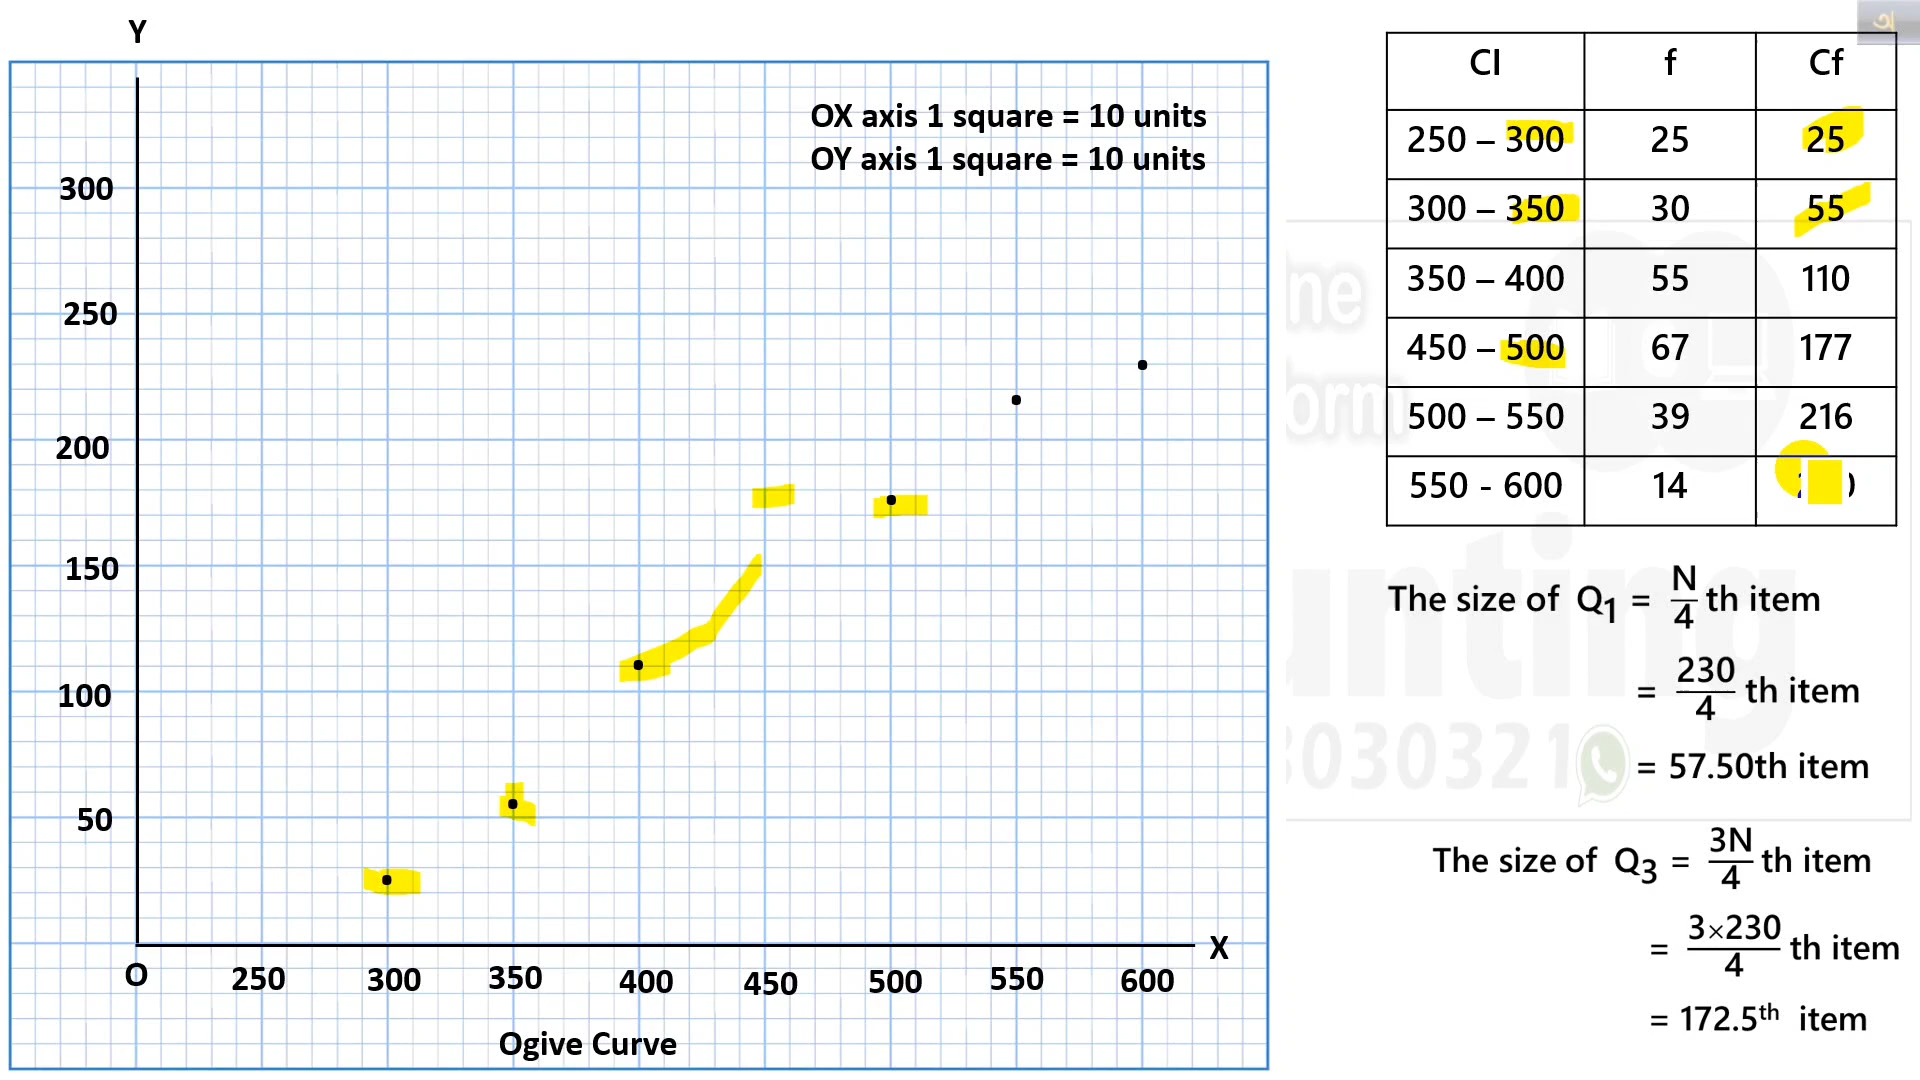 Y
OX axis 1 square = 10 units
OY axis 1 square = 10 units
300
250
200
150
100
50
O 250 300 350 400 450 500 550 600 X
Ogive Curve
অ
CI f Cf
250 – 300 25 25
300 – 350 30 55
350 – 400 55 110
450 – 500 67 177
500 – 550 39 216
550 - 600 14
The size of Q1 = N/4 th item
= 230/4 th item
= 57.50th item
The size of Q3 = 3N/4 th item
= 3×230/4 th item
= 172.5th item